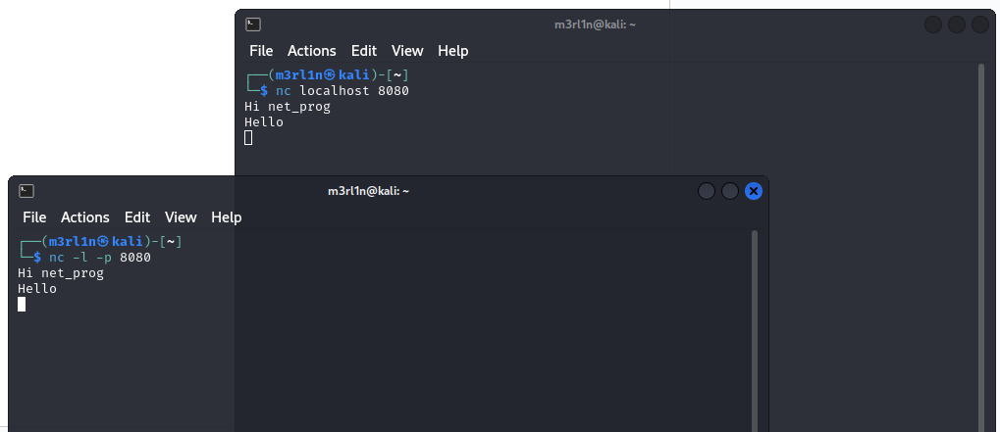 m3rl1n@kali: ~
File Actions Edit View Help
┌──(m3rl1n㉿kali)-[~]
└─$ nc localhost 8080
Hi net_prog
Hello
m3rl1n@kali: ~
File Actions Edit View Help
┌──(m3rl1n㉿kali)-[~]
└─$ nc -l -p 8080
Hi net_prog
Hello